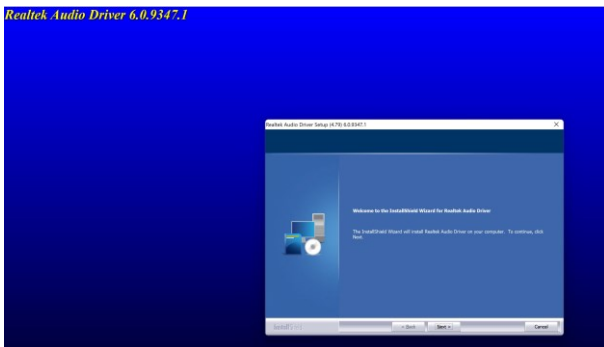 Realtek Audio Driver 6.0.9347.1
Realtek Audio Driver Setup (4.79) 6.0.9347.1
Welcome to the InstallShield Wizard for Realtek Audio Driver
The InstallShield Wizard will install Realtek Audio Driver on your computer. To continue, click
Next.
InstallShield
< Back
Next >
Cancel